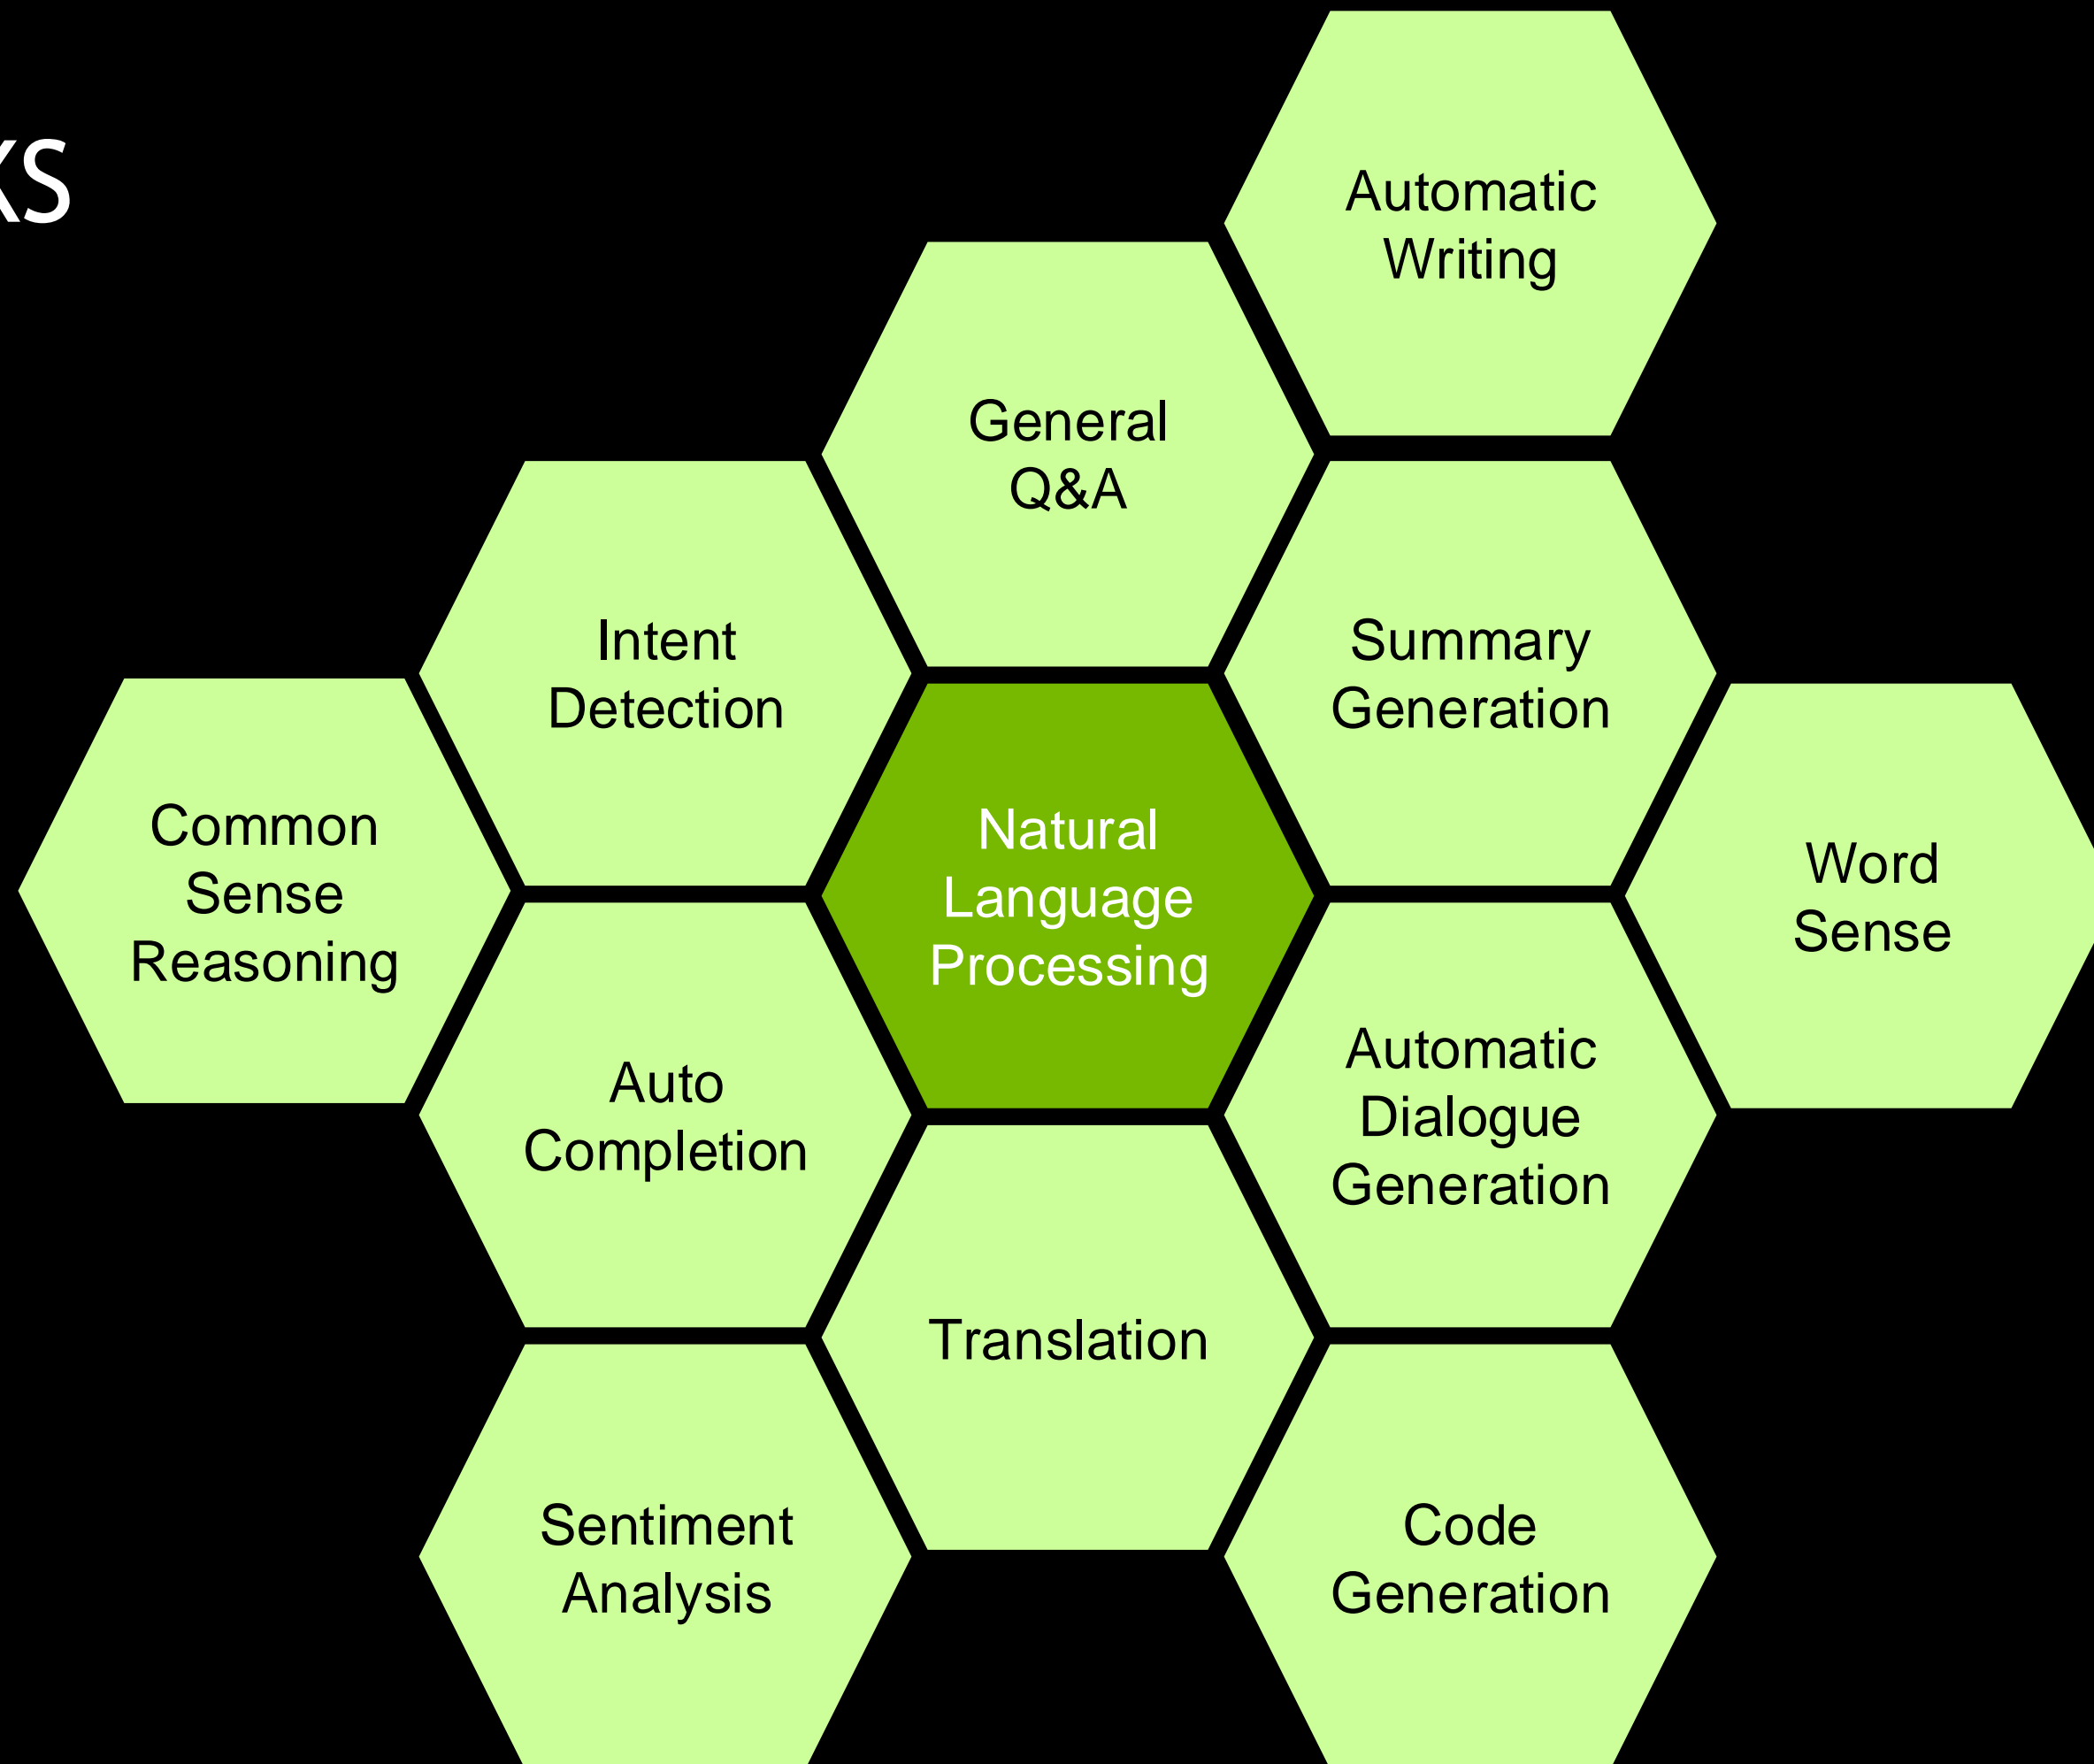 KS
Automatic
Writing
General
Q&A
Intent
Detection
Summary
Generation
Common
Sense
Reasoning
Natural
Language
Processing
Word
Sense
Auto
Completion
Automatic
Dialogue
Generation
Translation
Sentiment
Analysis
Code
Generation